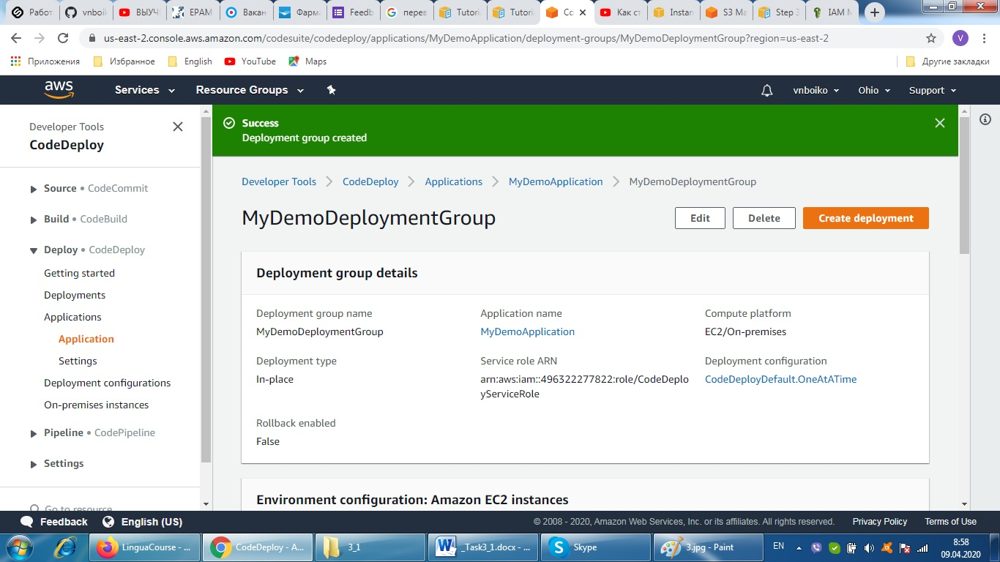 Работ
vnboik
ВЫУЧ
EPAM
Вакан
Фарма
Feedb
перев
Tutori
Tutori
Co
Как ст
Instan
S3 Ma
Step 3
IAM M
us-east-2.console.aws.amazon.com/codesuite/codedeploy/applications/MyDemoApplication/deployment-groups/MyDemoDeploymentGroup?region=us-east-2
V
Приложения
Избранное
English
YouTube
Maps
Другие закладки
aws
Services
Resource Groups
vnboiko
Ohio
Support
Developer Tools
CodeDeploy
Source • CodeCommit
Build • CodeBuild
Deploy • CodeDeploy
Getting started
Deployments
Applications
Application
Settings
Deployment configurations
On-premises instances
Pipeline • CodePipeline
Settings
Go to resource
Success
Deployment group created
Developer Tools
CodeDeploy
Applications
MyDemoApplication
MyDemoDeploymentGroup
MyDemoDeploymentGroup
Edit
Delete
Create deployment
Deployment group details
Deployment group name
MyDemoDeploymentGroup
Application name
MyDemoApplication
Compute platform
EC2/On-premises
Deployment type
In-place
Service role ARN
arn:aws:iam::496322277822:role/CodeDeplo
yServiceRole
Deployment configuration
CodeDeployDefault.OneAtATime
Rollback enabled
False
Environment configuration: Amazon EC2 instances
Feedback
English (US)
© 2008 - 2020, Amazon Web Services, Inc. or its affiliates. All rights reserved.
Privacy Policy
Terms of Use
LinguaCourse - ...
CodeDeploy - A...
3_1
_Task3_1.docx - ...
Skype
3.jpg - Paint
EN
8:58
09.04.2020